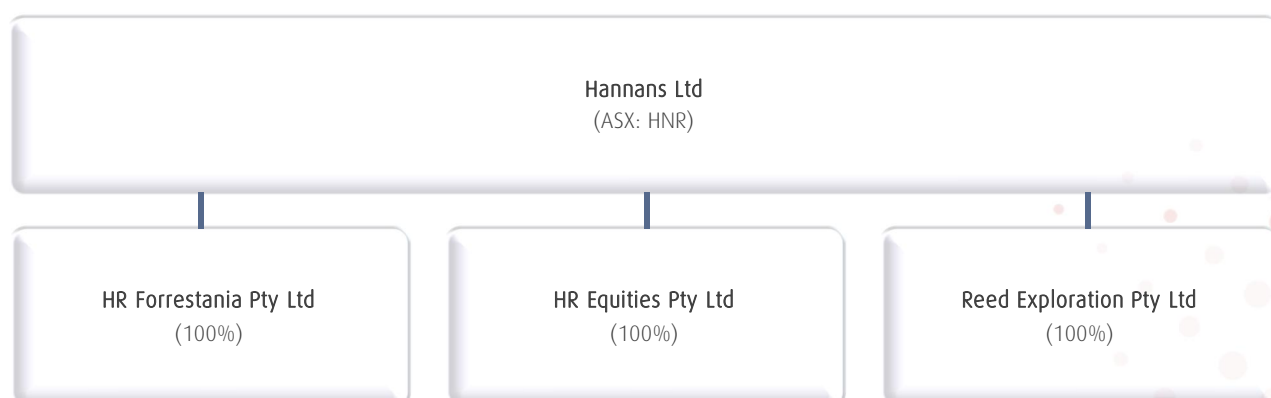 Hannans Ltd
(ASX: HNR)
HR Forrestania Pty Ltd
(100%)
HR Equities Pty Ltd
(100%)
Reed Exploration Pty Ltd
(100%)